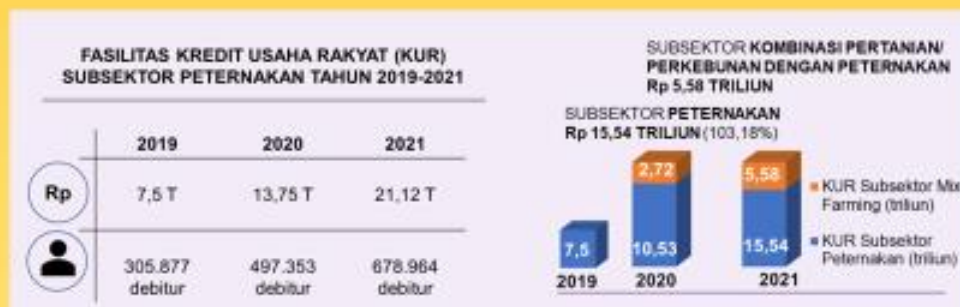 FASILITAS KREDIT USAHA RAKYAT (KUR)
SUBSEKTOR PETERNAKAN TAHUN 2019-2021
2019 2020 2021
Rp 7,5 T 13,75 T 21,12 T
305.877 497.353 678.964
debitur debitur debitur
SUBSEKTOR KOMBINASI PERTANIAN/
PERKEBUNAN DENGAN PETERNAKAN
Rp 5,58 TRILIUN
SUBSEKTOR PETERNAKAN
Rp 15,54 TRILIUN (103,18%)
2,72 5,58
7,5 10,53 15,54
2019 2020 2021
KUR Subsektor Mix
Farming (triliun)
KUR Subsektor
Peternakan (triliun)